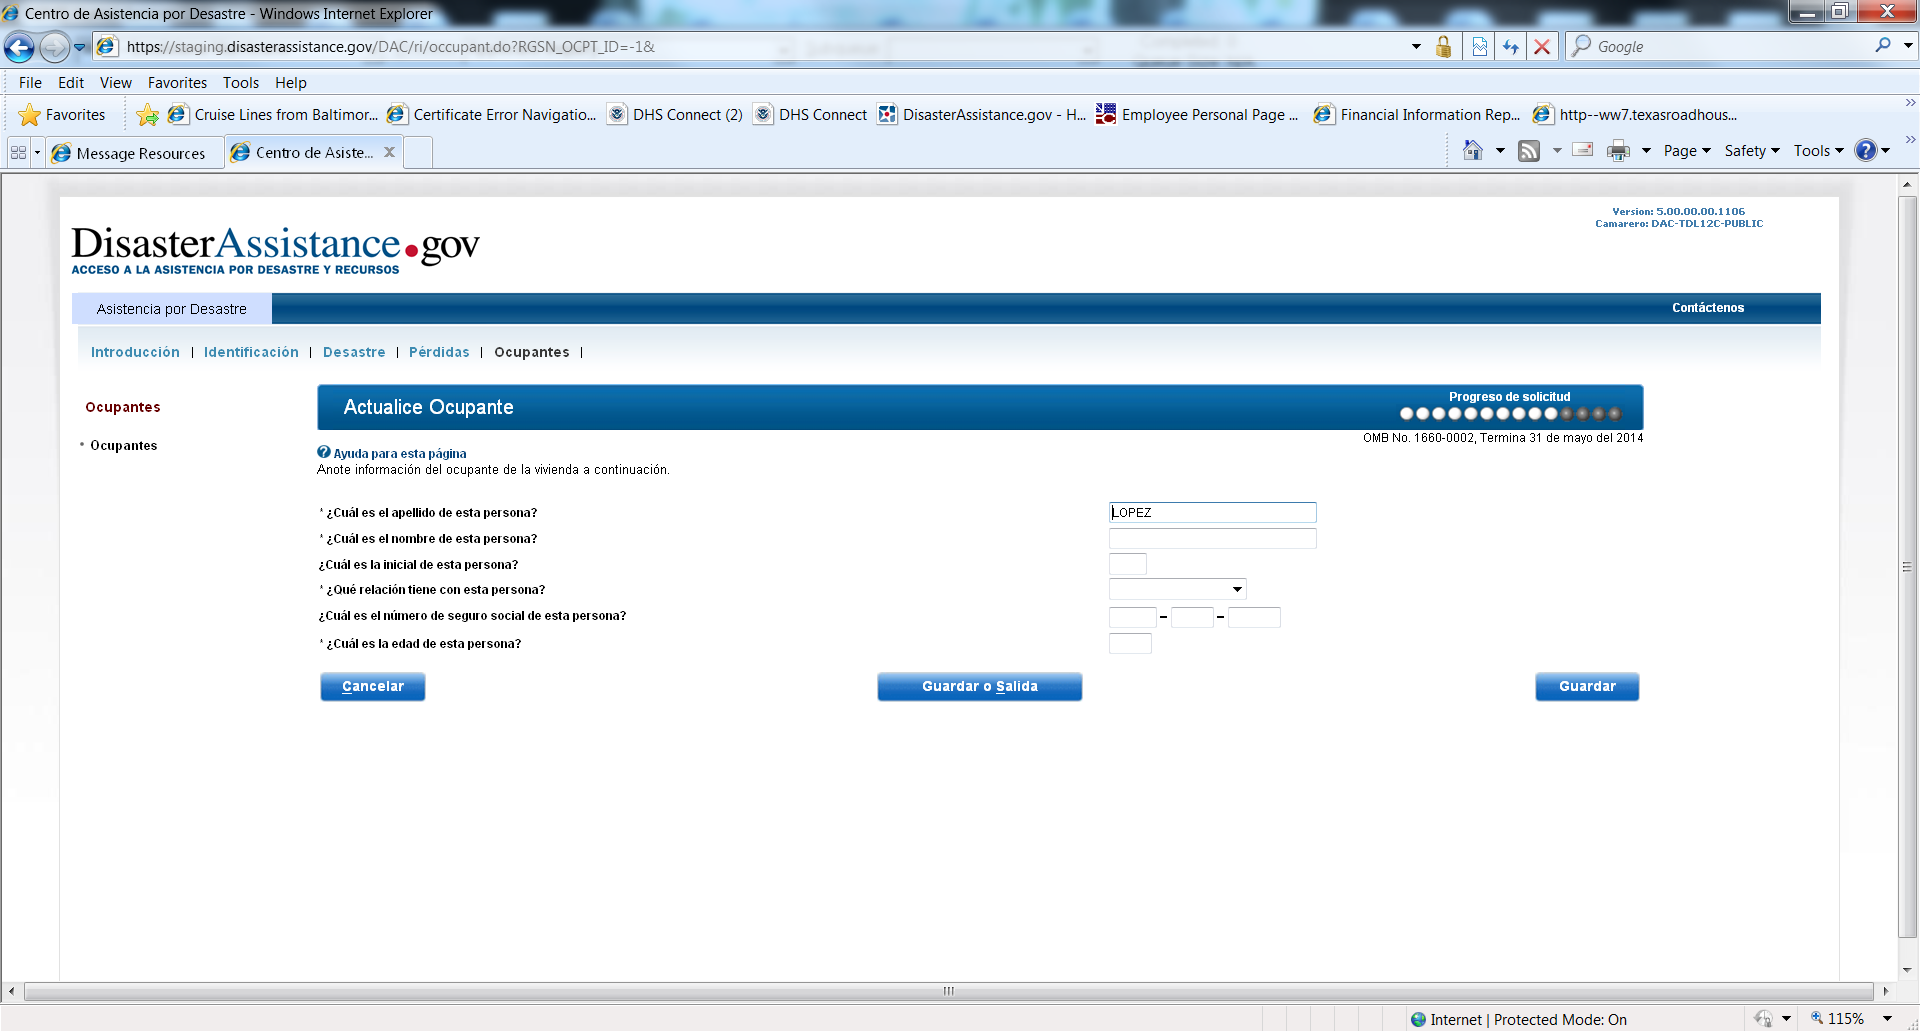 Centro de Asistencia por Desastre - Windows Internet Explorer
https://staging.disasterassistance.gov/DAC/ri/occupant.do?RGSN_OCPT_ID=-1&
Google
File Edit View Favorites Tools Help
Favorites Cruise Lines from Baltimor... Certificate Error Navigatio... DHS Connect (2) DHS Connect DisasterAssistance.gov - H... Employee Personal Page ... Financial Information Rep... http--ww7.texasroadhous...
Message Resources Centro de Asiste... Page Safety Tools
Version: 5.00.00.00.1106
Camarero: DAC-TDL12C-PUBLIC
DisasterAssistance.gov
ACCESO A LA ASISTENCIA POR DESASTRE Y RECURSOS
Asistencia por Desastre Contáctenos
Introducción | Identificación | Desastre | Pérdidas | Ocupantes |
Ocupantes
Ocupantes
Actualice Ocupante
Progreso de solicitud
OMB No. 1660-0002, Termina 31 de mayo del 2014
Ayuda para esta página
Anote información del ocupante de la vivienda a continuación.
* ¿Cuál es el apellido de esta persona? LOPEZ
* ¿Cuál es el nombre de esta persona?
¿Cuál es la inicial de esta persona?
* ¿Qué relación tiene con esta persona?
¿Cuál es el número de seguro social de esta persona? – –
* ¿Cuál es la edad de esta persona?
Cancelar Guardar o Salida Guardar
Internet | Protected Mode: On 115%